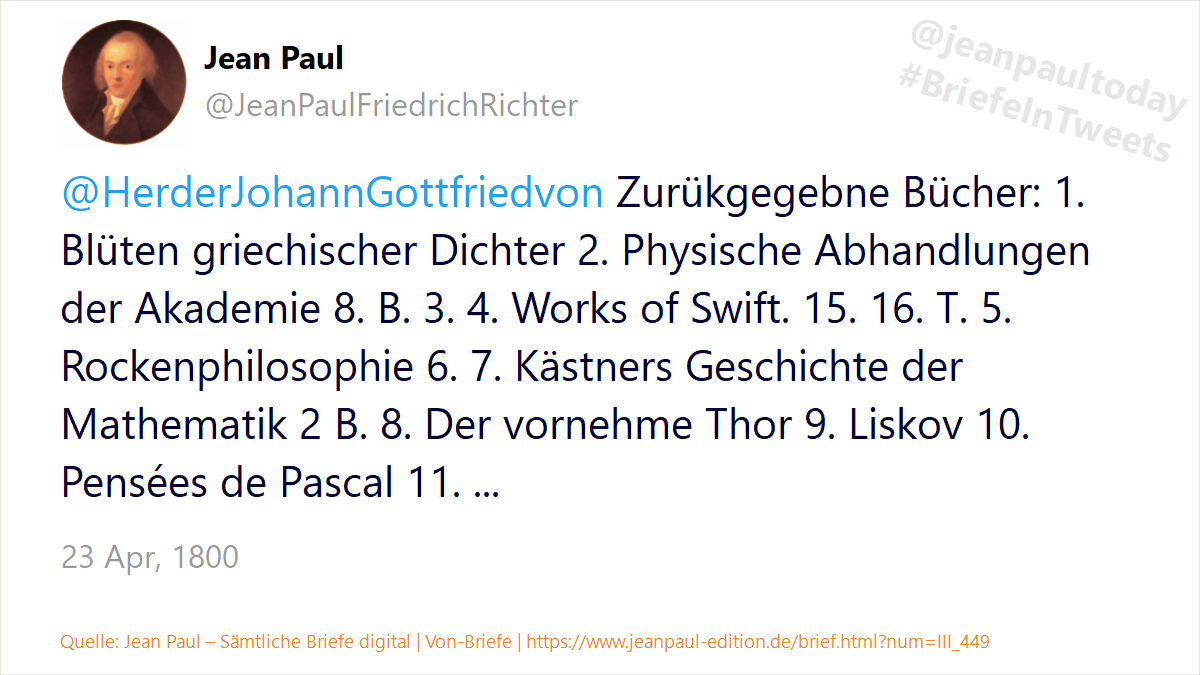 Jean Paul
@JeanPaulFriedrichRichter
@jeanpaultoday
#BriefeInTweets
@HerderJohannGottfriedvon Zurükgegebne Bücher: 1.
Blüten griechischer Dichter 2. Physische Abhandlungen
der Akademie 8. B. 3. 4. Works of Swift. 15. 16. T. 5.
Rockenphilosophie 6. 7. Kästners Geschichte der
Mathematik 2 B. 8. Der vornehme Thor 9. Liskov 10.
Pensées de Pascal 11. ...
23 Apr, 1800
Quelle: Jean Paul – Sämtliche Briefe digital | Von-Briefe | https://www.jeanpaul-edition.de/brief.html?num=III_449